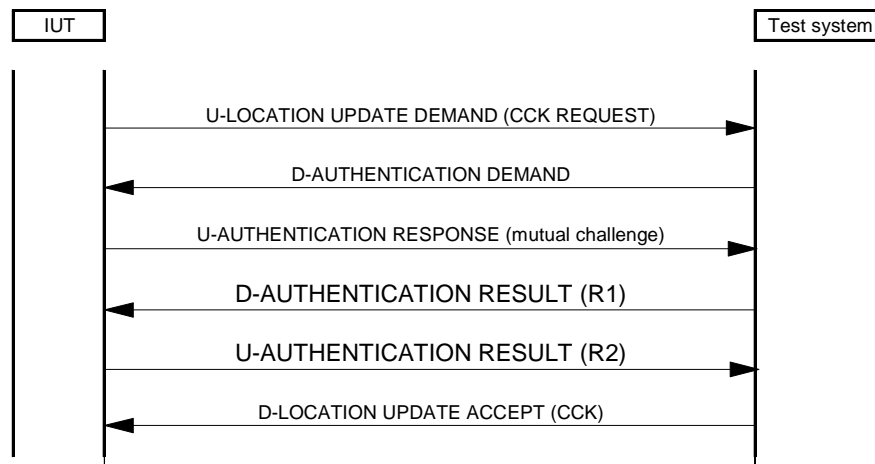 IUT
Test system
U-LOCATION UPDATE DEMAND (CCK REQUEST)
D-AUTHENTICATION DEMAND
U-AUTHENTICATION RESPONSE (mutual challenge)
D-AUTHENTICATION RESULT (R1)
U-AUTHENTICATION RESULT (R2)
D-LOCATION UPDATE ACCEPT (CCK)